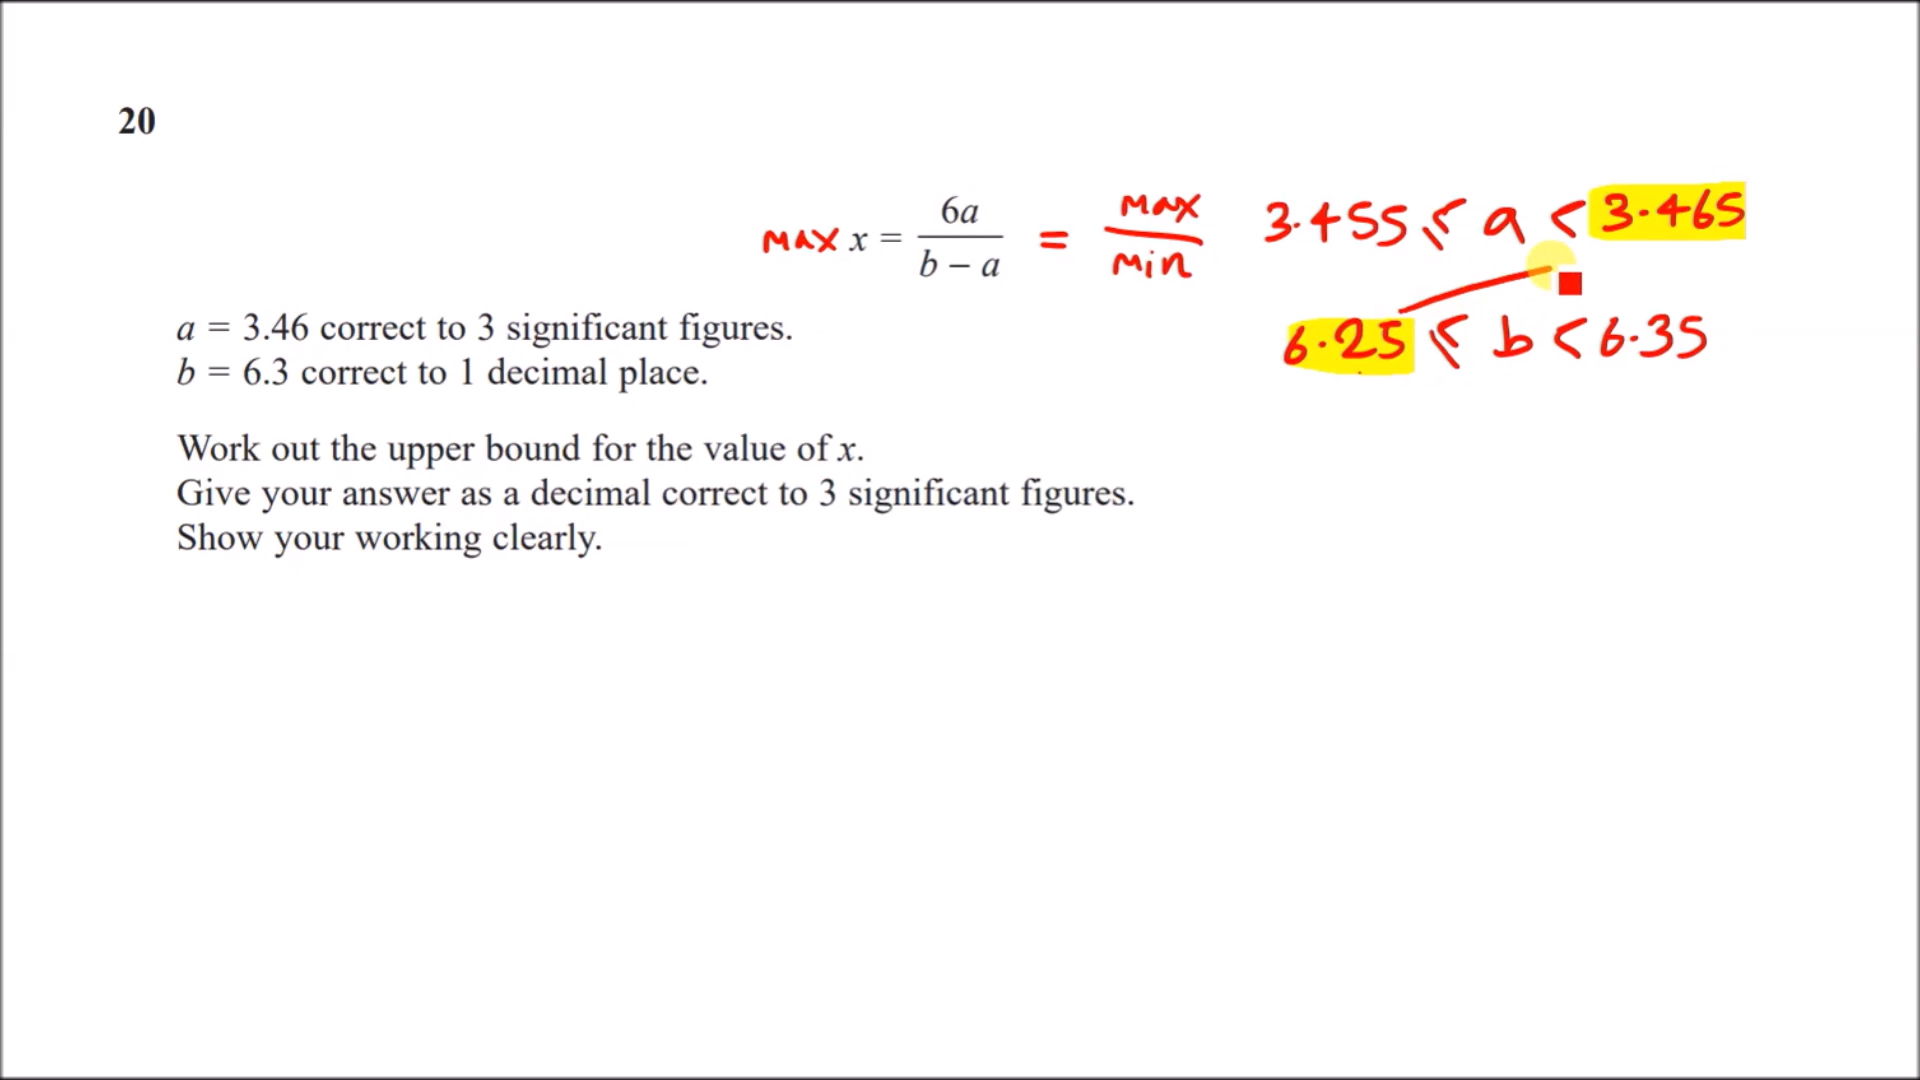 20
max x = 6a / b – a = max / min
3.455 ⩽ a < 3.465
6.25 ⩽ b < 6.35
a = 3.46 correct to 3 significant figures.
b = 6.3 correct to 1 decimal place.
Work out the upper bound for the value of x.
Give your answer as a decimal correct to 3 significant figures.
Show your working clearly.